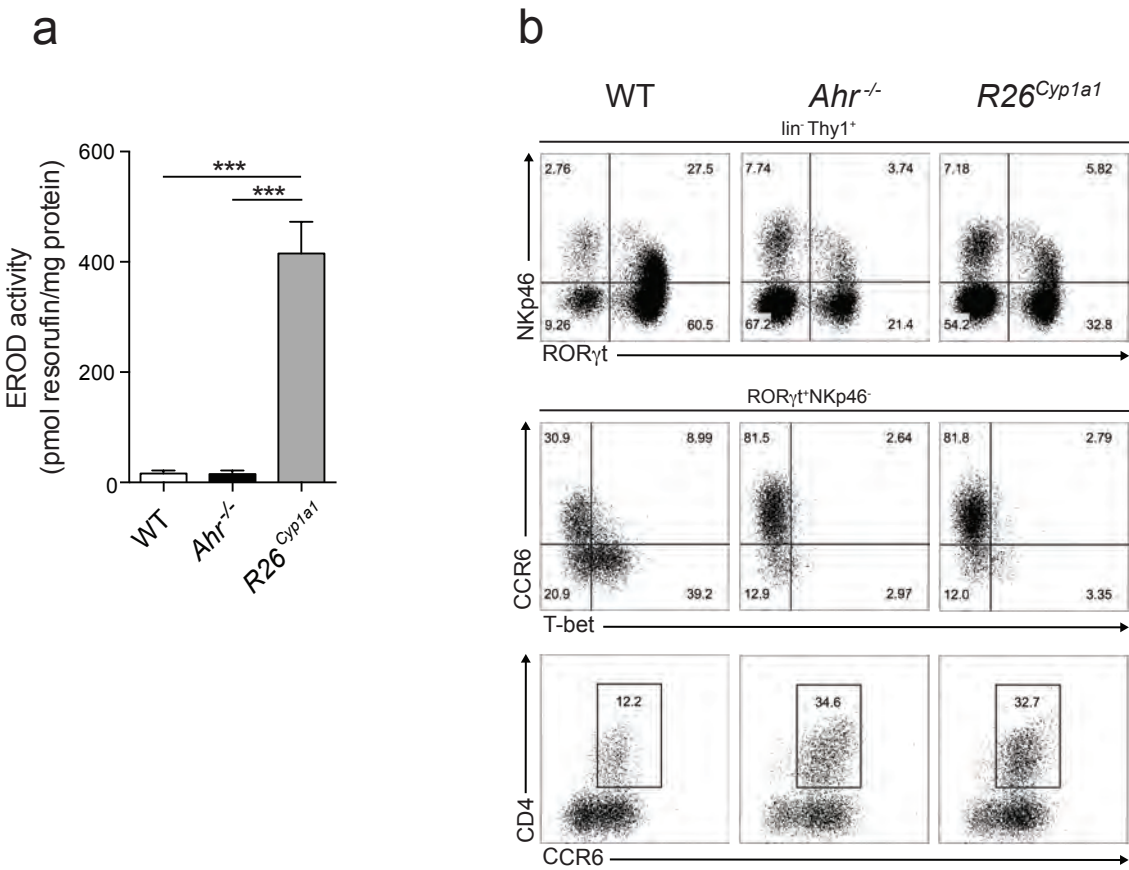 a
EROD activity
(pmol resorufin/mg protein)
600
400
200
0
***
***
WT
Ahr-/-
R26Cyp1a1
b
WT Ahr-/- R26Cyp1a1
lin- Thy1+
2.76 27.5 7.74 3.74 7.18 5.82
9.26 60.5 67.2 21.4 54.2 32.8
NKp46
RORγt
RORγt+NKp46-
30.9 8.99 81.5 2.64 81.8 2.79
20.9 39.2 12.9 2.97 12.0 3.35
CCR6
T-bet
12.2 34.6 32.7
CD4
CCR6